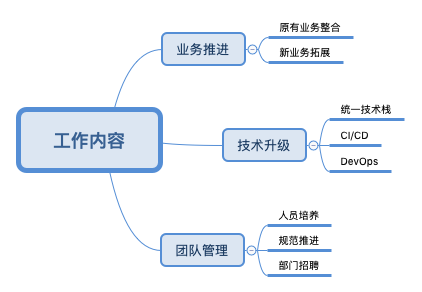 工作内容
业务推进
原有业务整合
新业务拓展
技术升级
统一技术栈
CI/CD
DevOps
团队管理
人员培养
规范推进
部门招聘